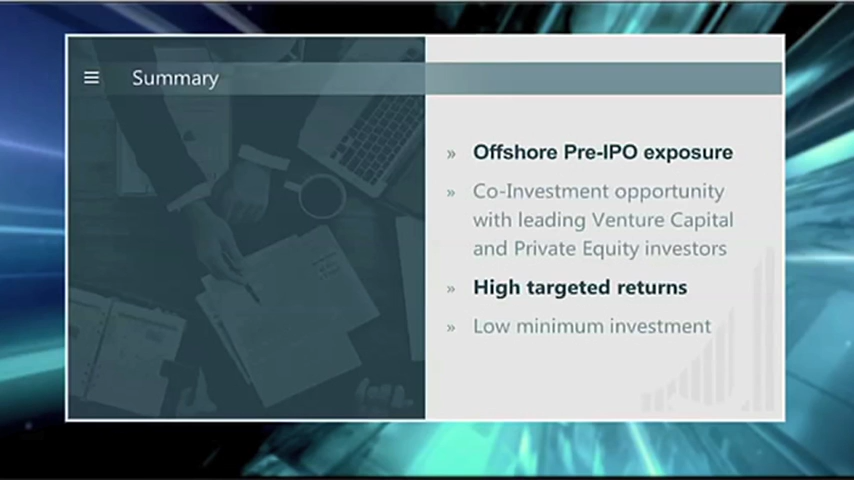 Summary
» Offshore Pre-IPO exposure
» Co-Investment opportunity
with leading Venture Capital
and Private Equity investors
» High targeted returns
» Low minimum investment